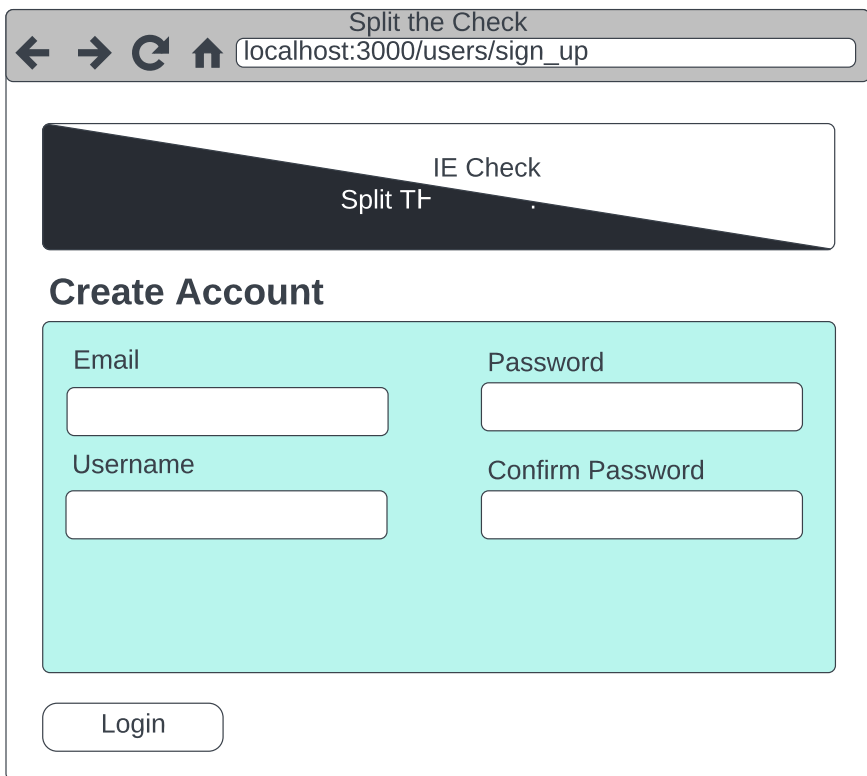 Split the Check
localhost:3000/users/sign_up
IE Check
Split Th
Create Account
Email
Password
Username
Confirm Password
Login